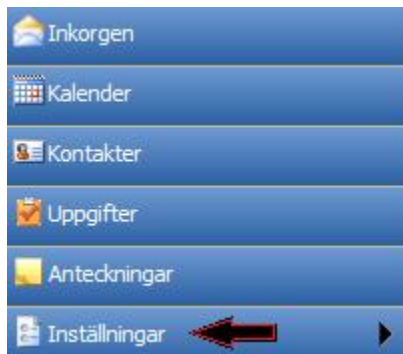 Inkorgen
Kalender
Kontakter
Uppgifter
Anteckningar
Inställningar